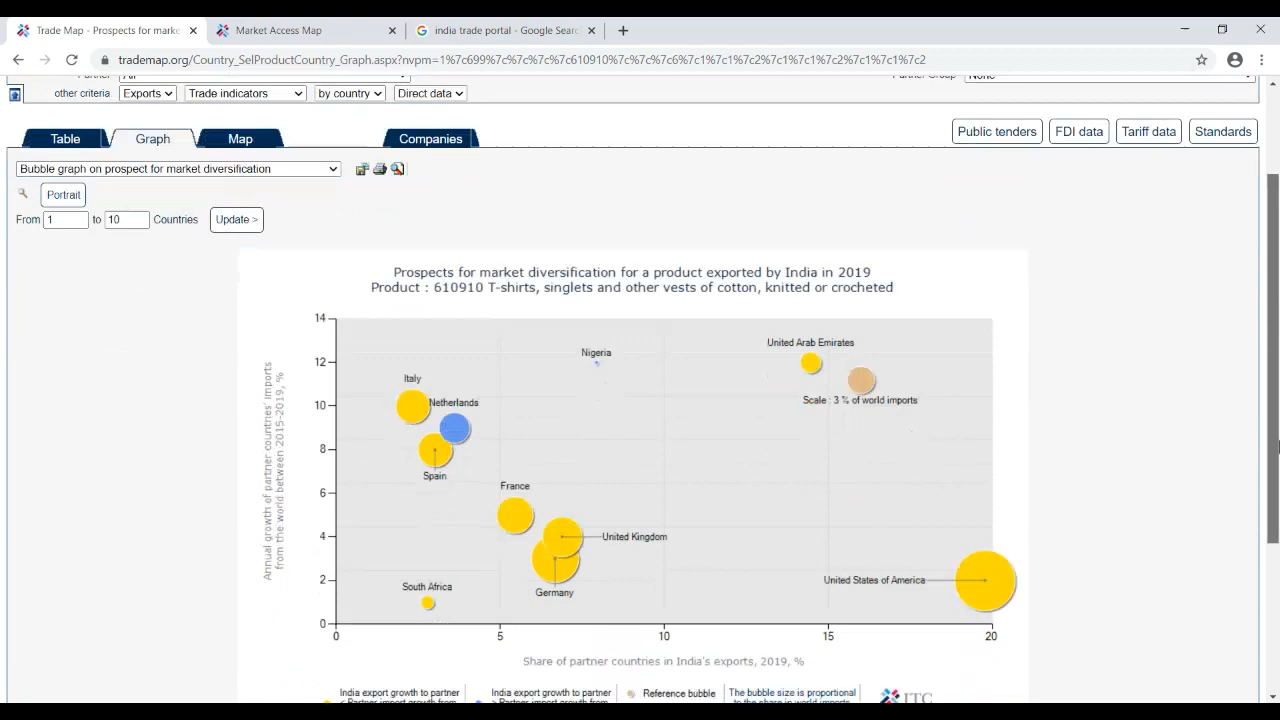 Trade Map - Prospects for marke
Market Access Map
india trade portal - Google Searc
trademap.org/Country_SelProductCountry_Graph.aspx?nvpm=1%7c699%7c%7c%7c%7c610910%7c%7c%7c6%7c1%7c1%7c2%7c1%7c1%7c2%7c1%7c1%7c2
other criteria Exports Trade indicators by country Direct data
Table Graph Map Companies
Public tenders FDI data Tariff data Standards
Bubble graph on prospect for market diversification
Portrait
From 1 to 10 Countries Update >
Prospects for market diversification for a product exported by India in 2019
Product : 610910 T-shirts, singlets and other vests of cotton, knitted or crocheted
14
12
10
8
6
4
2
0
Annual growth of partner countries' imports
from the world between 2015-2019, %
United Arab Emirates
Nigeria
Italy
Scale : 3 % of world imports
Netherlands
Spain
France
United Kingdom
United States of America
South Africa
Germany
0 5 10 15 20
Share of partner countries in India's exports, 2019, %
India export growth to partner
India export growth to partner
Reference bubble
The bubble size is proportional
ITC